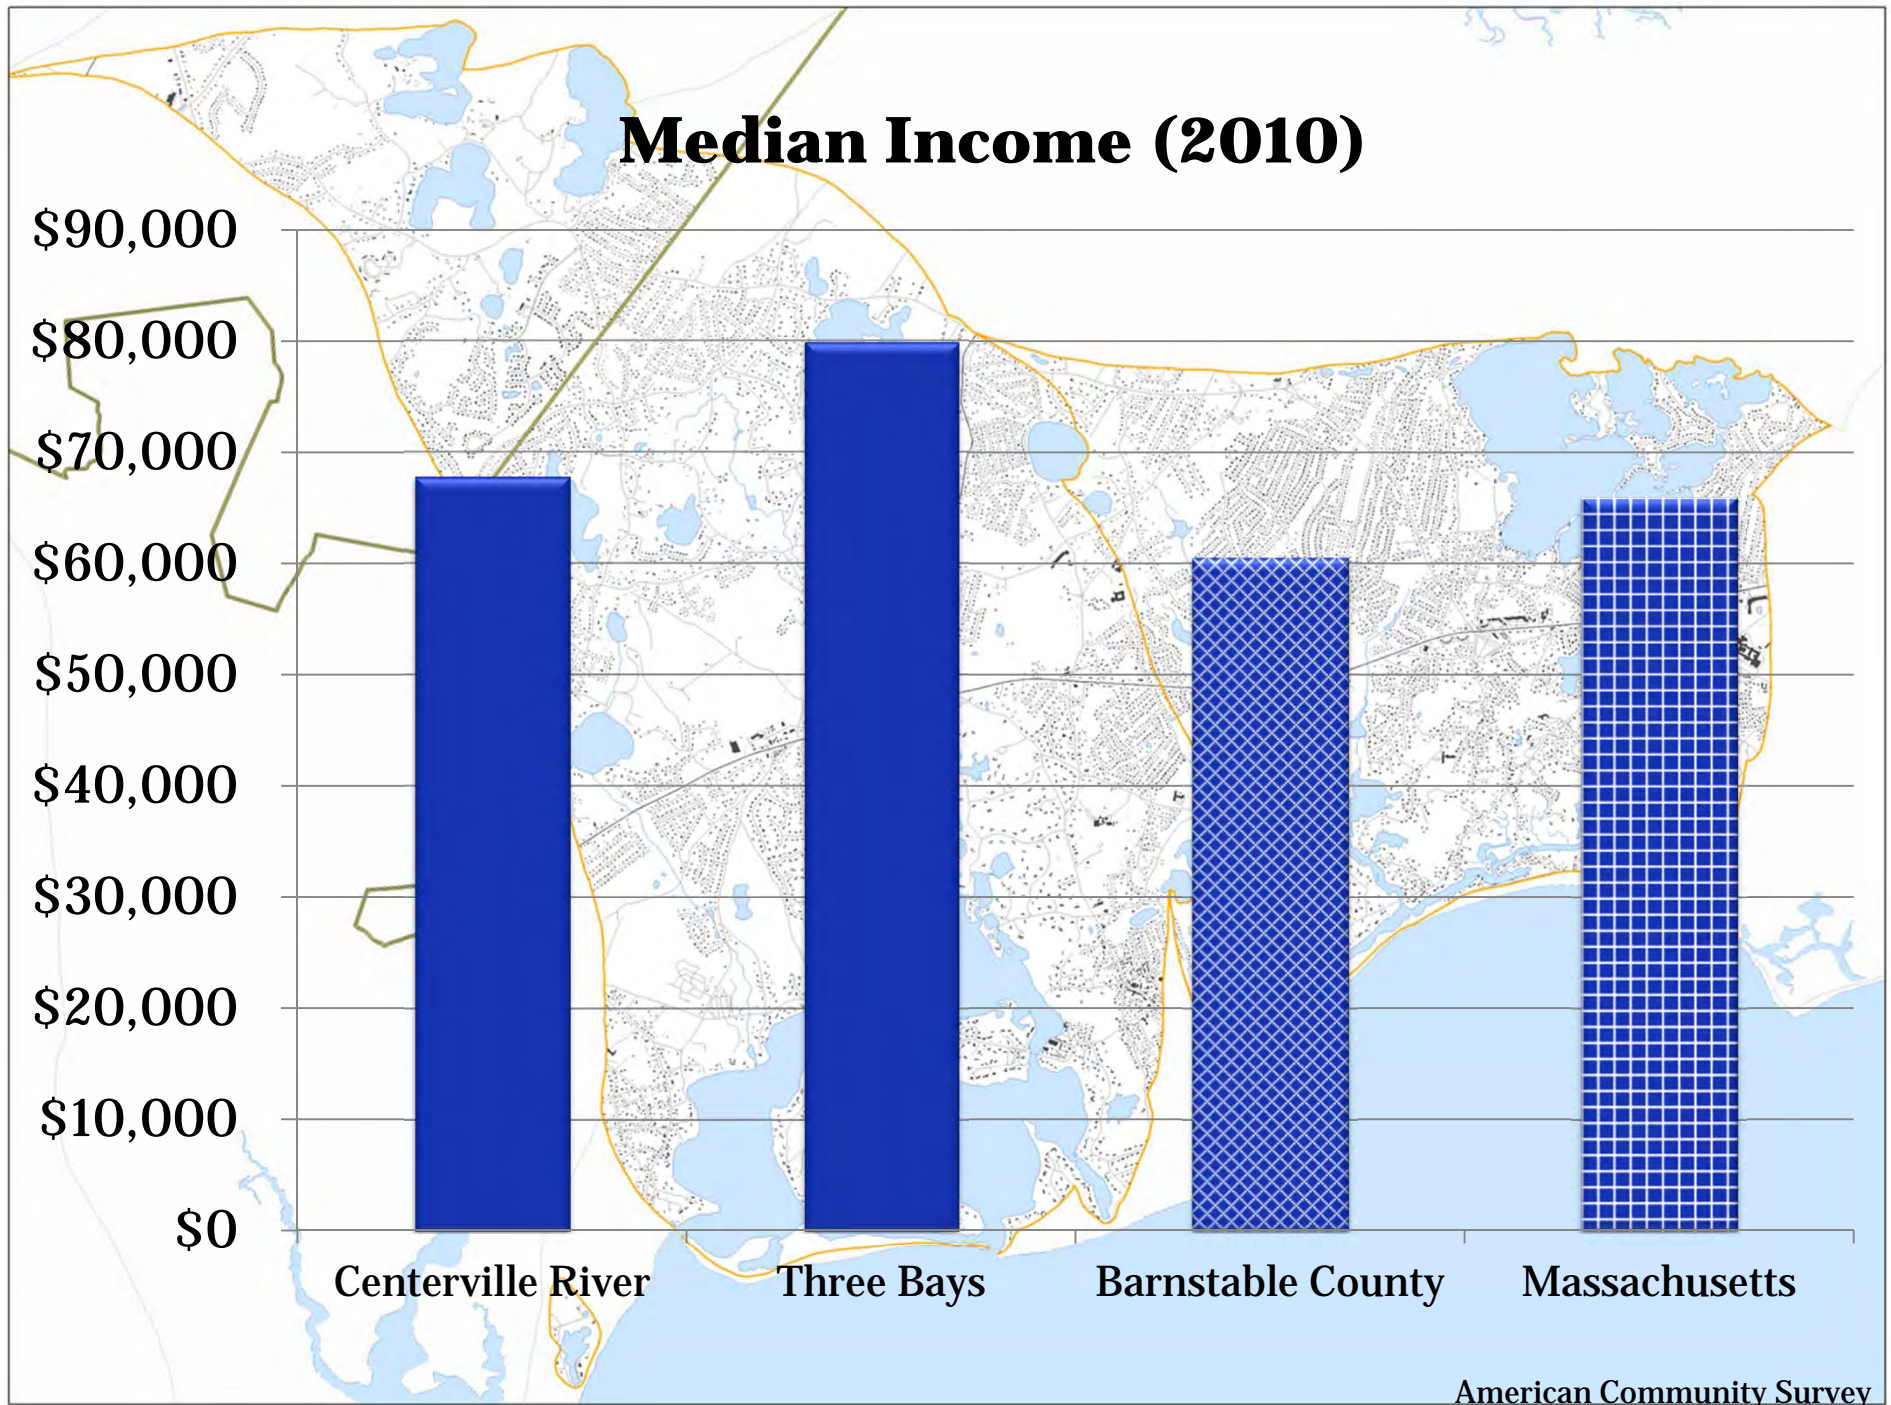 Median Income (2010)
$90,000
$80,000
$70,000
$60,000
$50,000
$40,000
$30,000
$20,000
$10,000
$0
Centerville River
Three Bays
Barnstable County
Massachusetts
American Community Survey